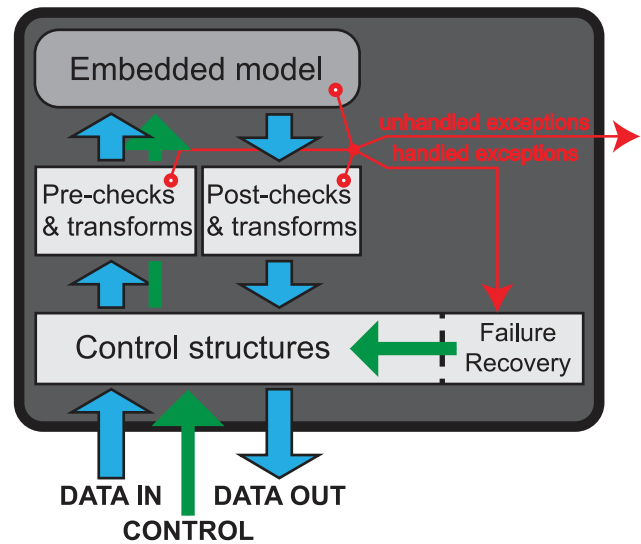 Embedded model
unhandled exceptions
handled exceptions
Pre-checks
& transforms
Post-checks
& transforms
Control structures
Failure
Recovery
DATA IN
DATA OUT
CONTROL